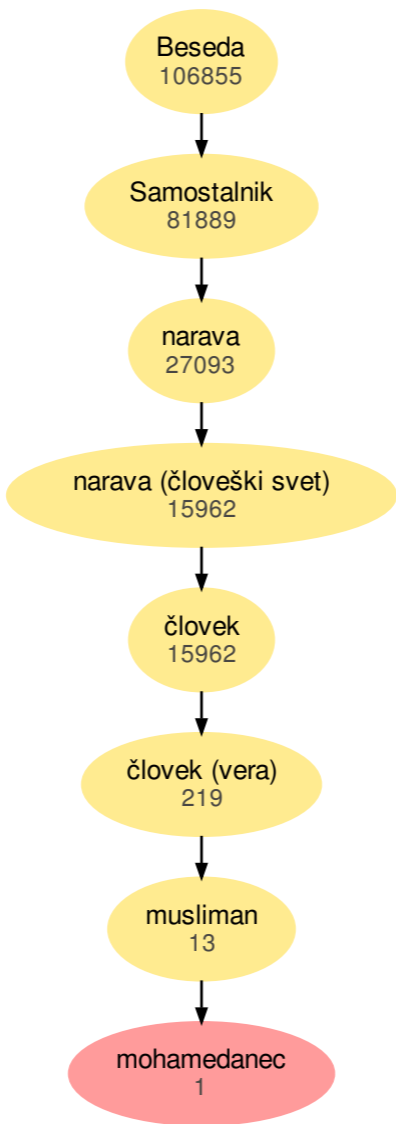 Beseda
106855
Samostalnik
81889
narava
27093
narava (človeški svet)
15962
človek
15962
človek (vera)
219
musliman
13
mohamedanec
1